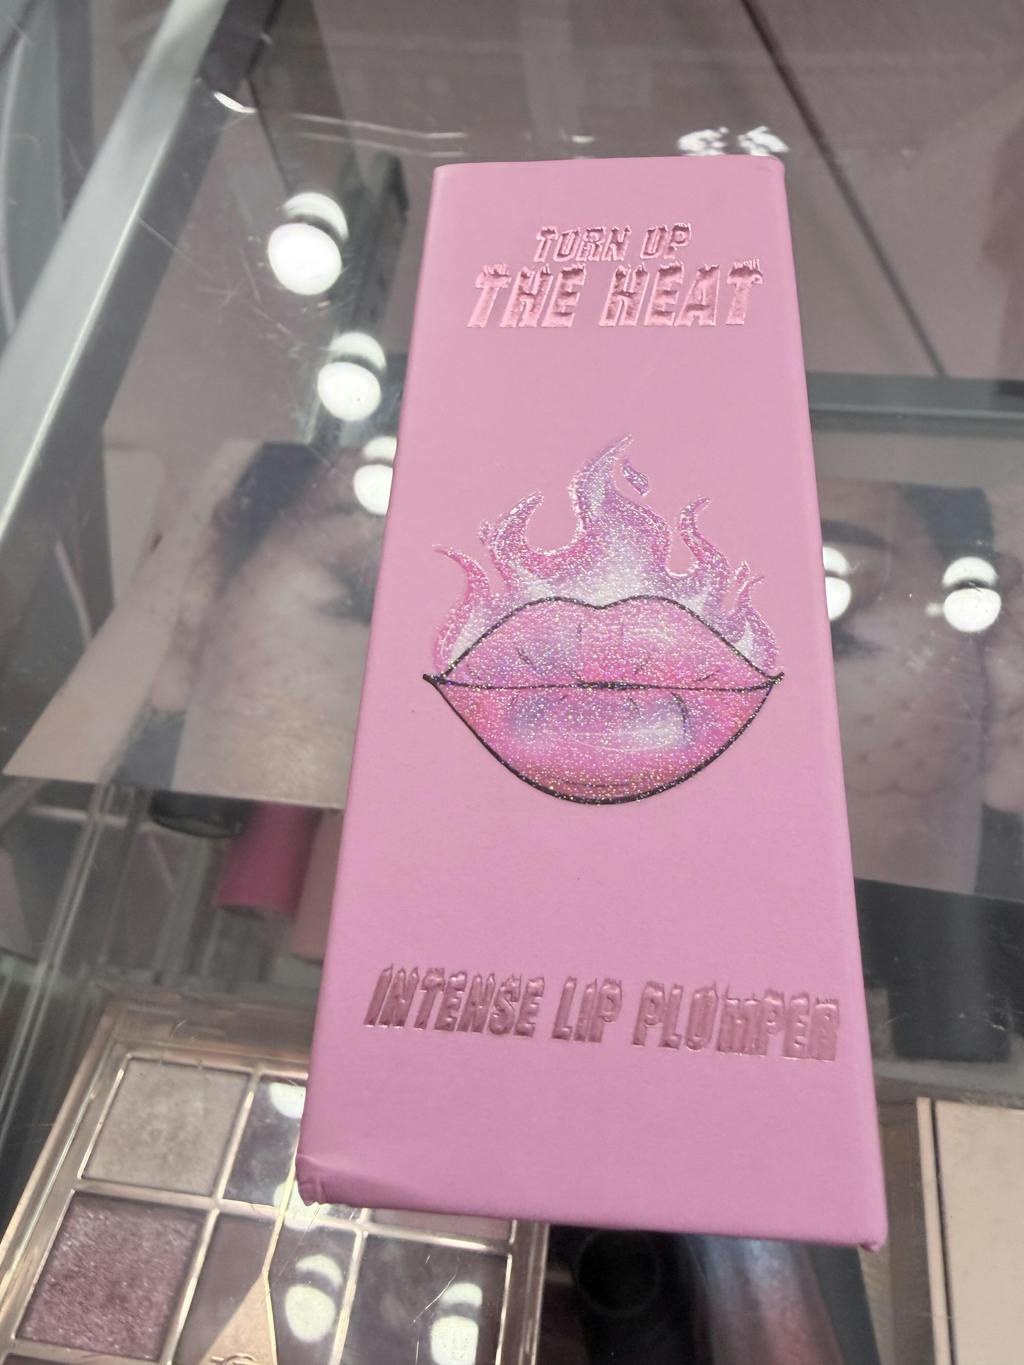 TURN UP
THE HEAT
INTENSE LIP PLUMPER